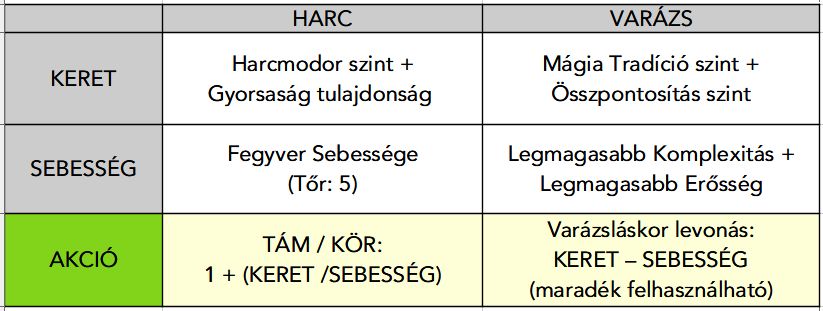 HARC
VARÁZS
KERET
Harcmodor szint +
Gyorsaság tulajdonság
Mágia Tradíció szint +
Összpontosítás szint
SEBESSÉG
Fegyver Sebessége
(Tőr: 5)
Legmagasabb Komplexitás +
Legmagasabb Erősség
AKCIÓ
TÁM / KÖR:
1 + (KERET /SEBESSÉG)
Varázsláskor levonás:
KERET – SEBESSÉG
(maradék felhasználható)